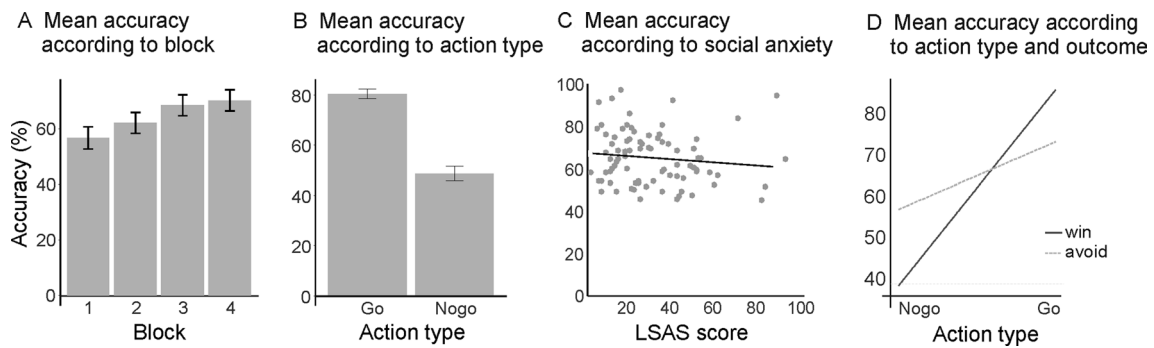 A Mean accuracy
according to block
Accuracy (%)
60
40
20
0
1 2 3 4
Block
B Mean accuracy
according to action type
80
60
40
20
0
Go Nogo
Action type
C Mean accuracy
according to social anxiety
100
80
60
40
20
0
20 40 60 80 100
LSAS score
D Mean accuracy according
to action type and outcome
80
70
60
50
40
win
avoid
Nogo Go
Action type